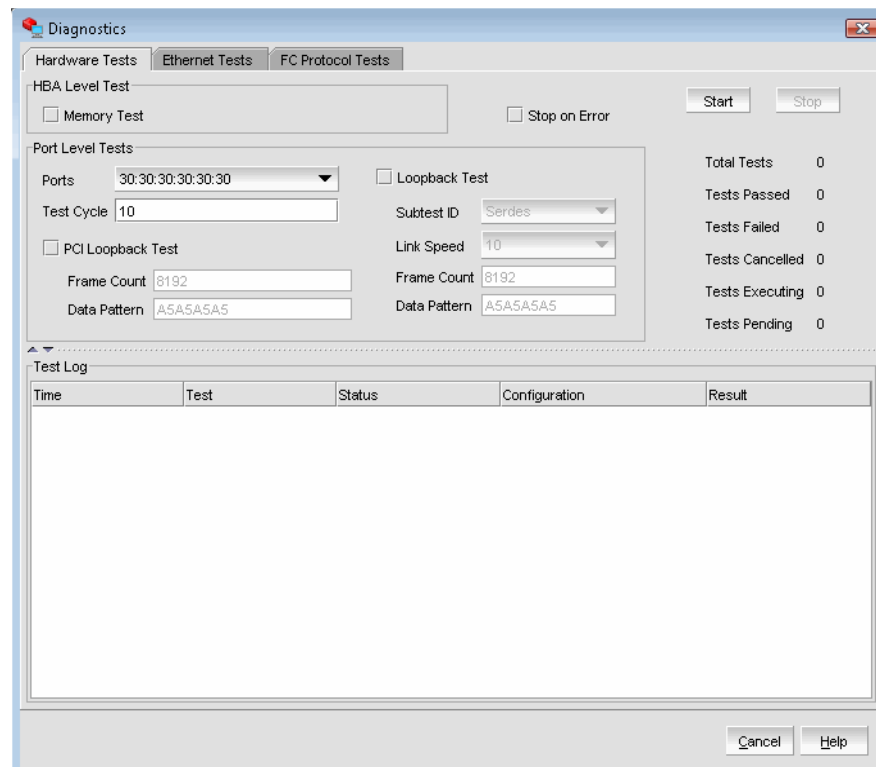 Diagnostics
Hardware Tests Ethernet Tests FC Protocol Tests
HBA Level Test
Memory Test
Stop on Error
Start Stop
Port Level Tests
Ports 30:30:30:30:30:30
Test Cycle 10
PCI Loopback Test
Frame Count 8192
Data Pattern A5A5A5A5
Loopback Test
Subtest ID Serdes
Link Speed 10
Frame Count 8192
Data Pattern A5A5A5A5
Total Tests 0
Tests Passed 0
Tests Failed 0
Tests Cancelled 0
Tests Executing 0
Tests Pending 0
Test Log
Time Test Status Configuration Result
Cancel Help